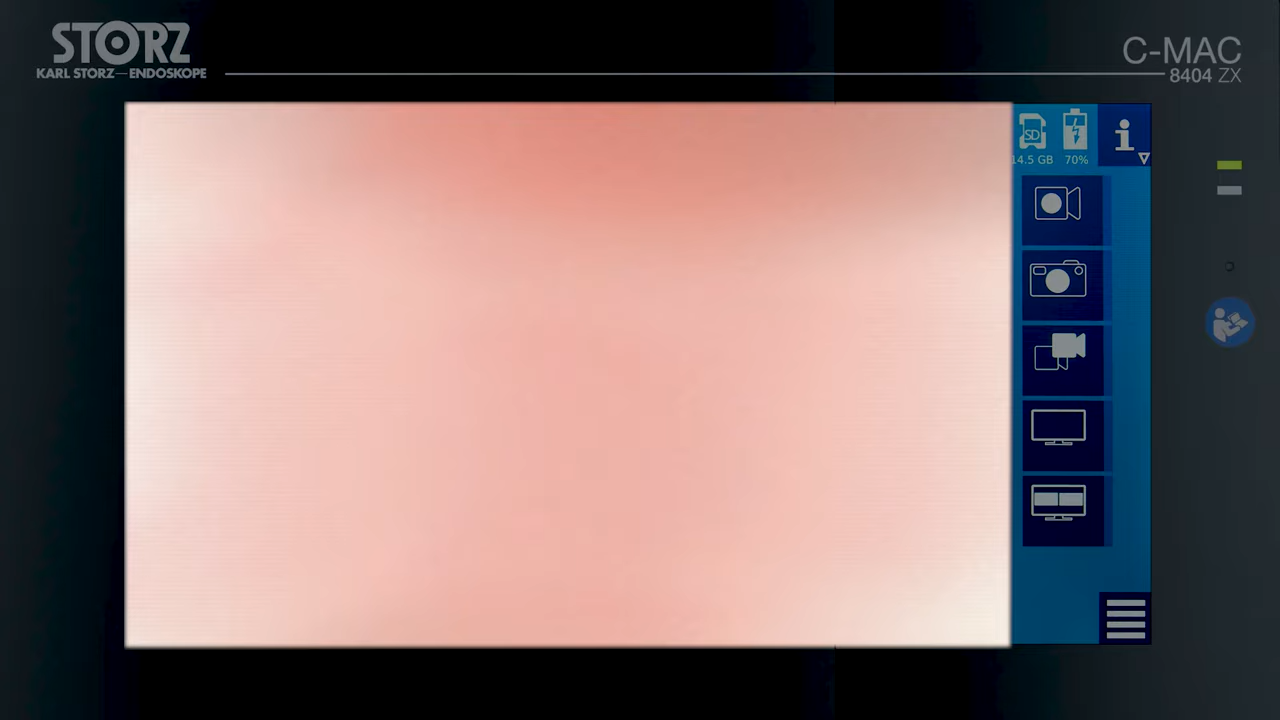 STORZ
KARL STORZ—ENDOSKOPE
C-MAC
8404 ZX
SD
14.5 GB
70%
i